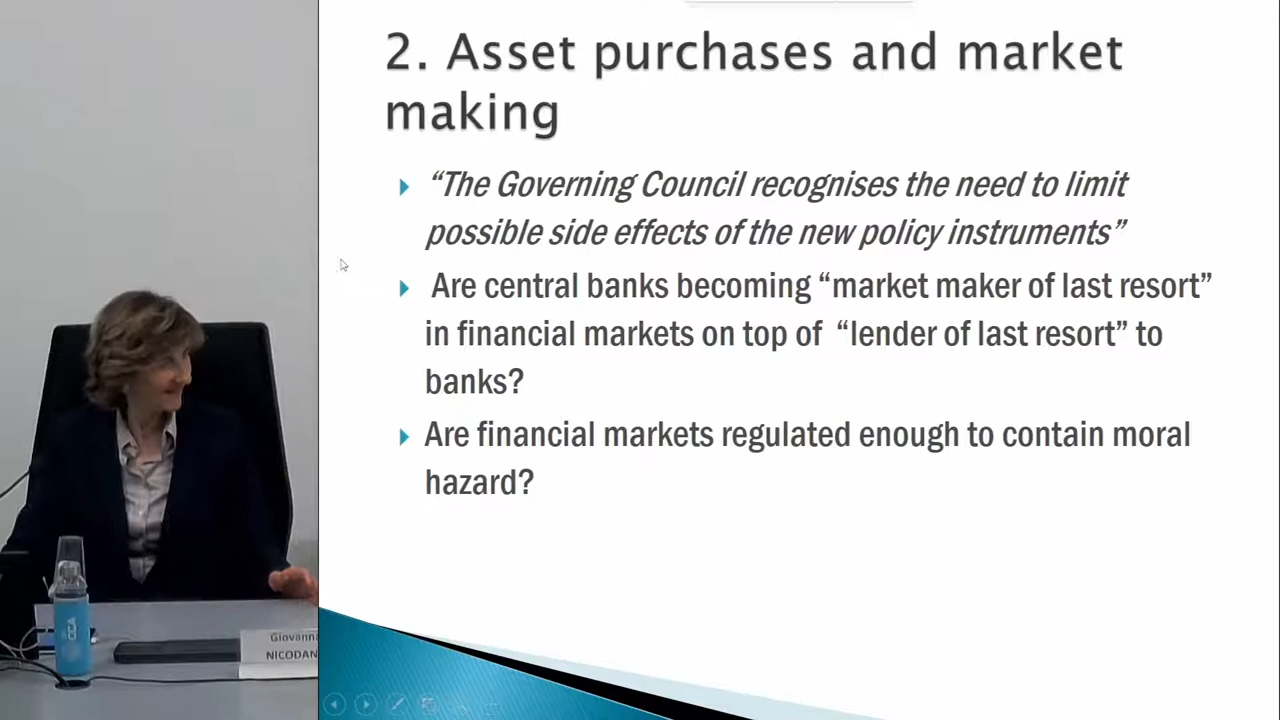 2. Asset purchases and market
making
“The Governing Council recognises the need to limit
possible side effects of the new policy instruments”
Are central banks becoming “market maker of last resort”
in financial markets on top of “lender of last resort” to
banks?
Are financial markets regulated enough to contain moral
hazard?
Giovanna
NICODAN
CCA